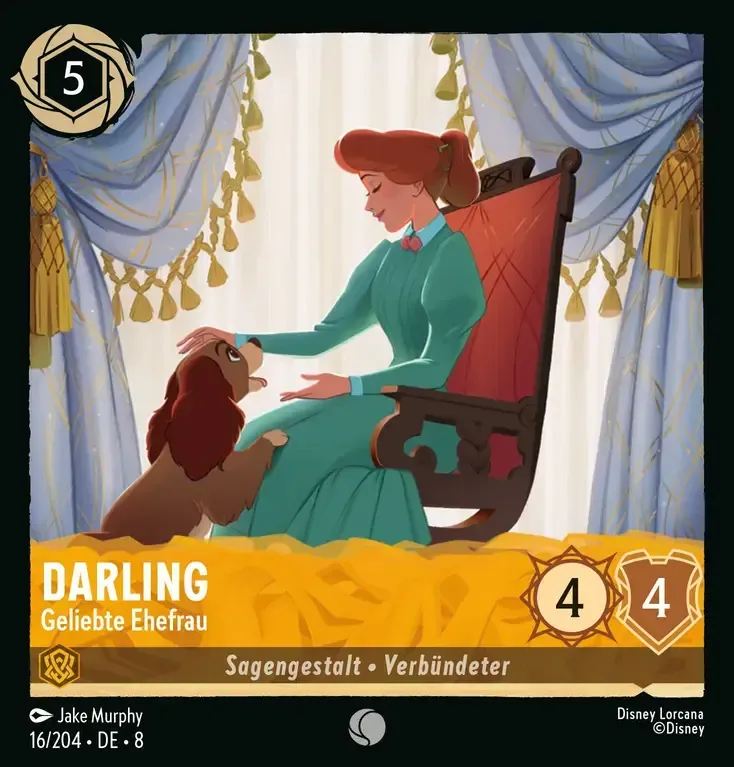 5
DARLING
Geliebte Ehefrau
4
4
Sagengestalt • Verbündeter
Jake Murphy
16/204 • DE • 8
Disney Lorcana
©Disney